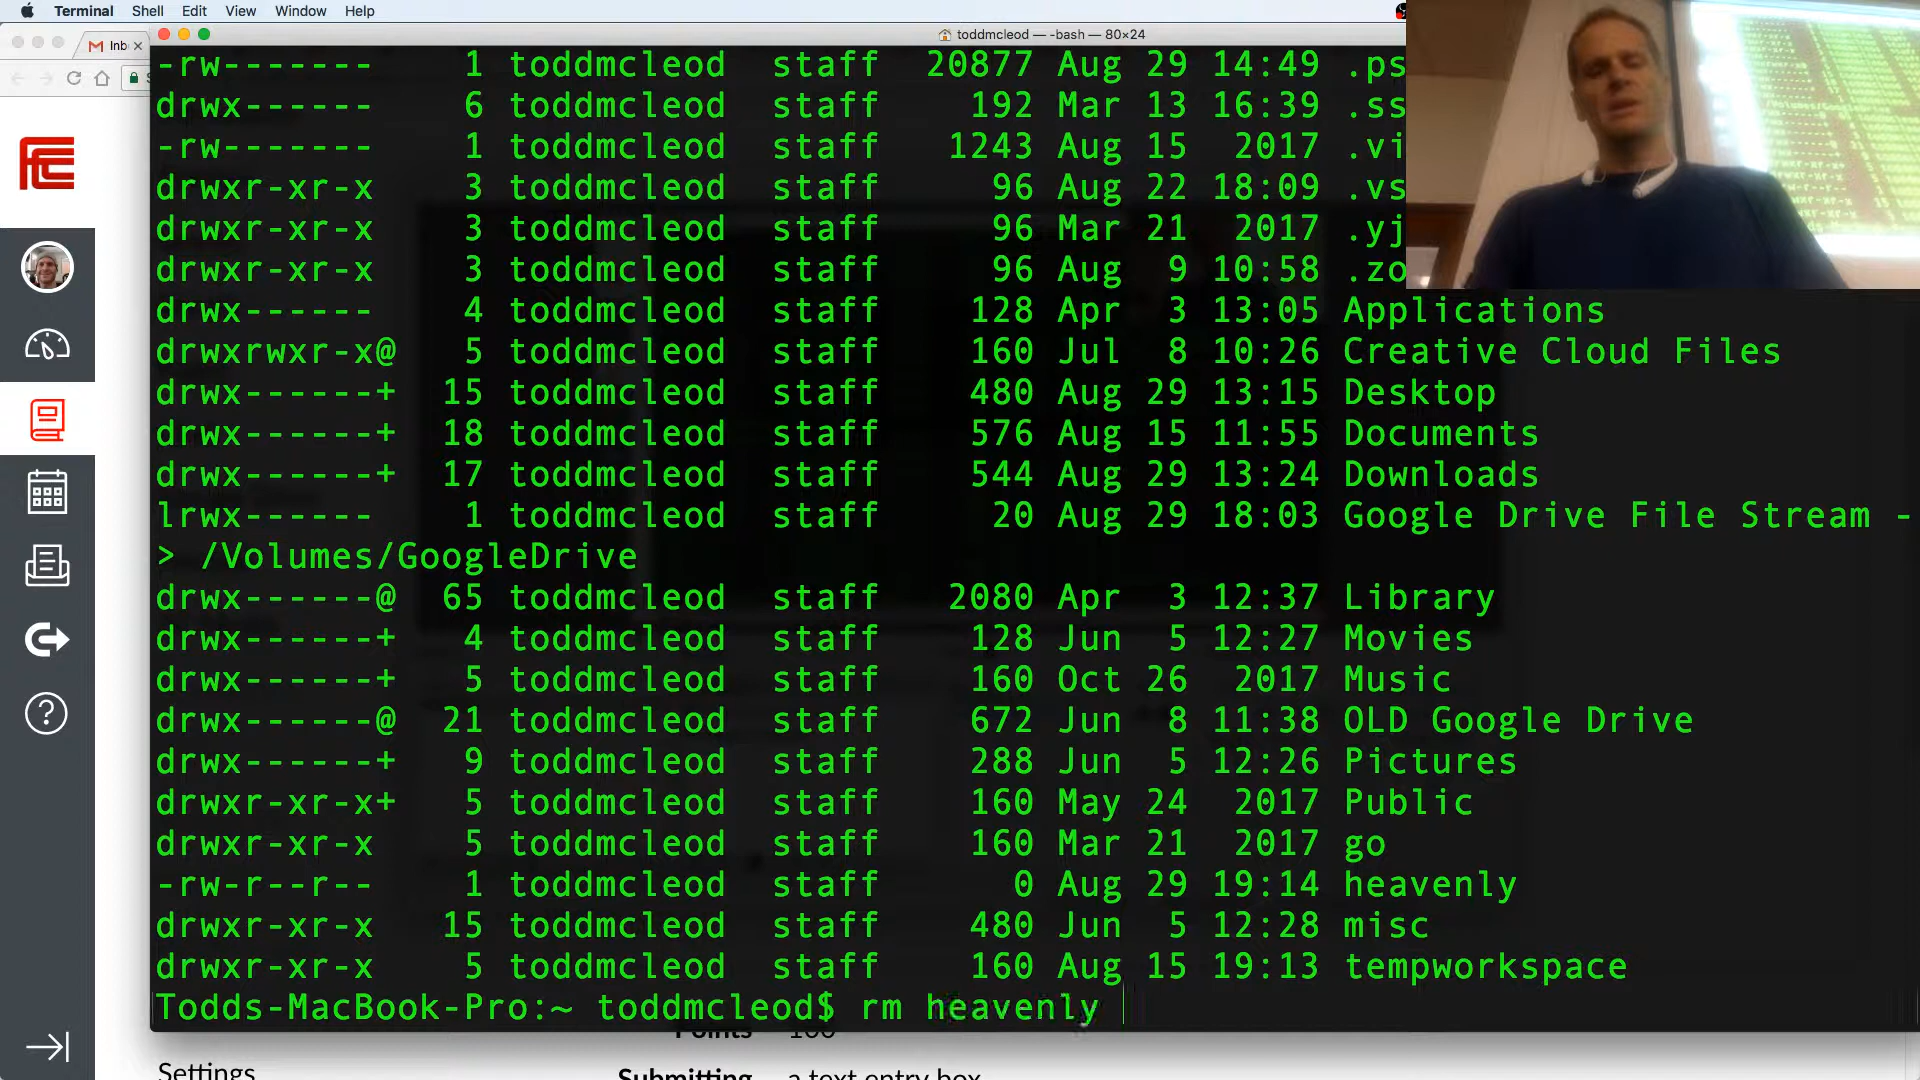 Terminal Shell Edit View Window Help
toddmcleod — -bash — 80×24
Inb
-rw------- 1 toddmcleod staff 20877 Aug 29 14:49 .ps
drwx------ 6 toddmcleod staff 192 Mar 13 16:39 .ss
-rw------- 1 toddmcleod staff 1243 Aug 15 2017 .vi
drwxr-xr-x 3 toddmcleod staff 96 Aug 22 18:09 .vs
drwxr-xr-x 3 toddmcleod staff 96 Mar 21 2017 .yj
drwxr-xr-x 3 toddmcleod staff 96 Aug 9 10:58 .zo
drwx------ 4 toddmcleod staff 128 Apr 3 13:05 Applications
drwxrwxr-x@ 5 toddmcleod staff 160 Jul 8 10:26 Creative Cloud Files
drwx------+ 15 toddmcleod staff 480 Aug 29 13:15 Desktop
drwx------+ 18 toddmcleod staff 576 Aug 15 11:55 Documents
drwx------+ 17 toddmcleod staff 544 Aug 29 13:24 Downloads
lrwx------ 1 toddmcleod staff 20 Aug 29 18:03 Google Drive File Stream -
> /Volumes/GoogleDrive
drwx------@ 65 toddmcleod staff 2080 Apr 3 12:37 Library
drwx------+ 4 toddmcleod staff 128 Jun 5 12:27 Movies
drwx------+ 5 toddmcleod staff 160 Oct 26 2017 Music
drwx------@ 21 toddmcleod staff 672 Jun 8 11:38 OLD Google Drive
drwx------+ 9 toddmcleod staff 288 Jun 5 12:26 Pictures
drwxr-xr-x+ 5 toddmcleod staff 160 May 24 2017 Public
drwxr-xr-x 5 toddmcleod staff 160 Mar 21 2017 go
-rw-r--r-- 1 toddmcleod staff 0 Aug 29 19:14 heavenly
drwxr-xr-x 15 toddmcleod staff 480 Jun 5 12:28 misc
drwxr-xr-x 5 toddmcleod staff 160 Aug 15 19:13 tempworkspace
Todds-MacBook-Pro:~ toddmcleod$ rm heavenly
Points 100
Settings
Submitting a text entry box